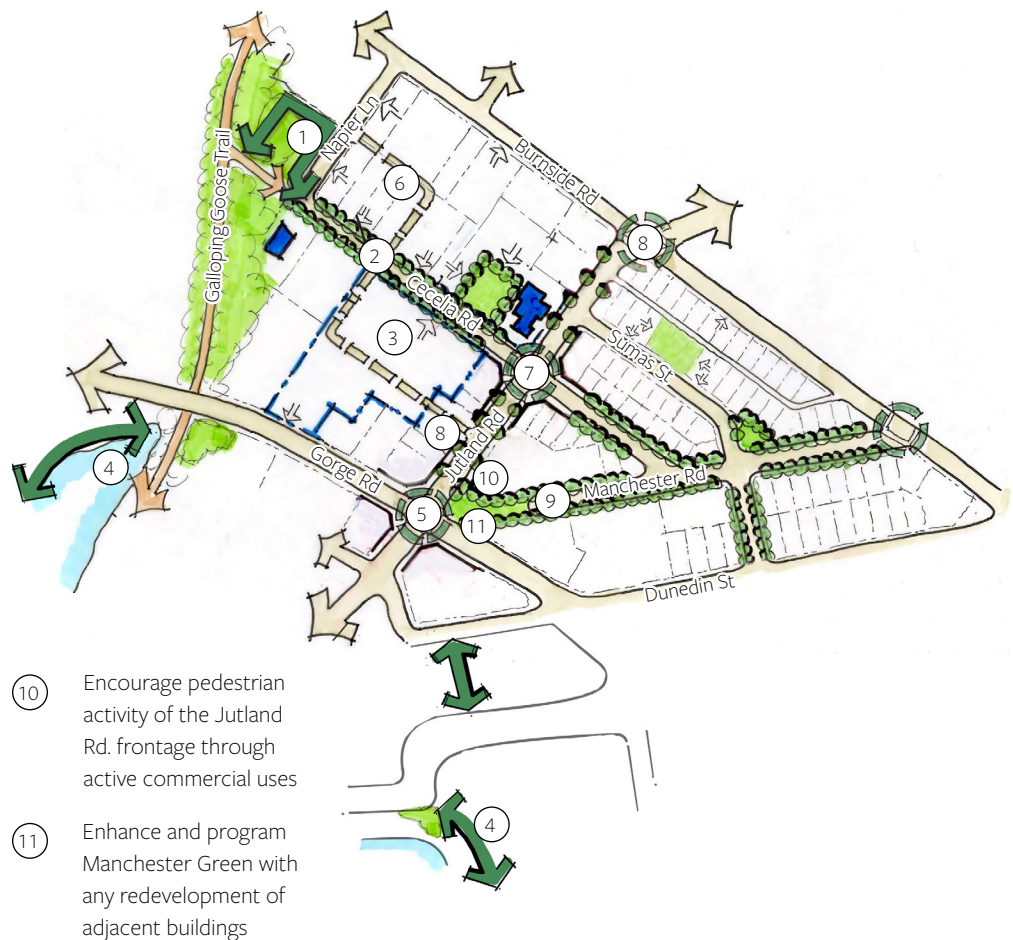 1
Napier Ln
Burnside Rd
Galloping Goose Trail
6
8
2
Cecelia Rd
3
Sumas St
7
8
Jutland Rd
4
Gorge Rd
10
Manchester Rd
9
5
11
Dunedin St
10
Encourage pedestrian
activity of the Jutland
Rd. frontage through
active commercial uses
11
Enhance and program
Manchester Green with
any redevelopment of
adjacent buildings
4